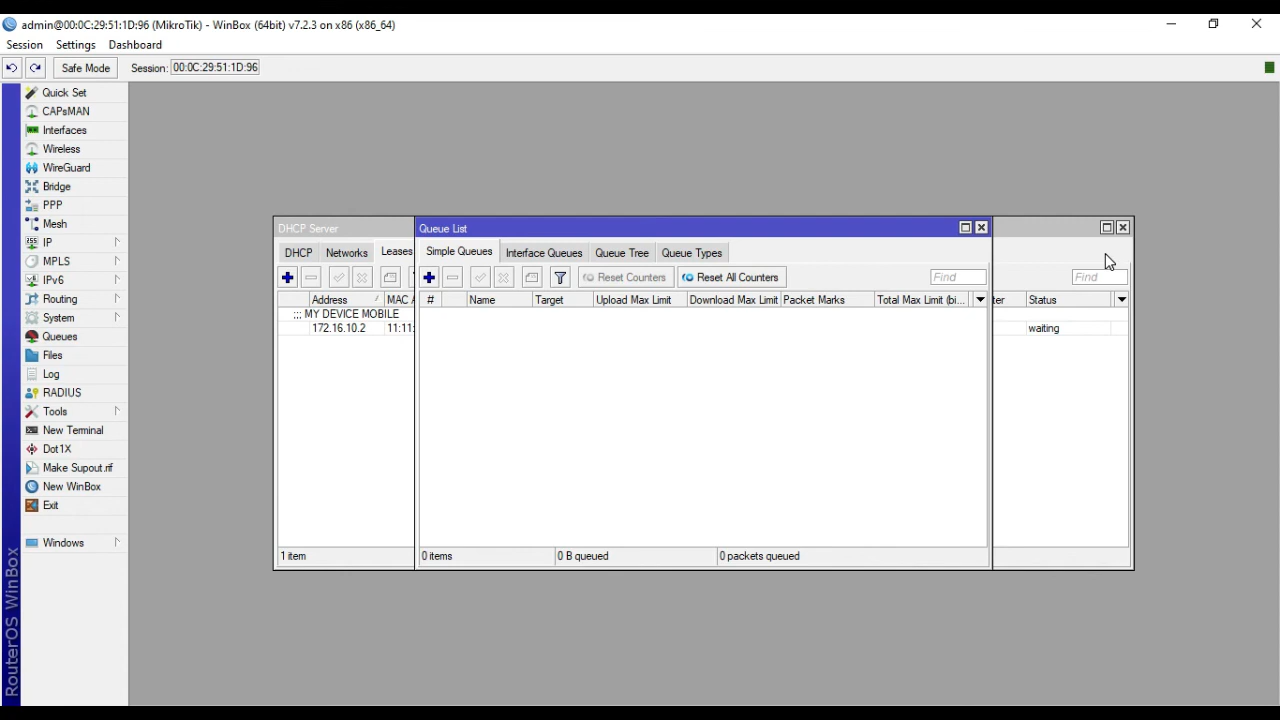 admin@00:0C:29:51:1D:96 (MikroTik) - WinBox (64bit) v7.2.3 on x86 (x86_64)
Session Settings Dashboard
Safe Mode Session: 00:0C:29:51:1D:96
Quick Set
CAPsMAN
Interfaces
Wireless
WireGuard
Bridge
PPP
Mesh
IP
MPLS
IPv6
Routing
System
Queues
Files
Log
RADIUS
Tools
New Terminal
Dot1X
Make Supout.rif
New WinBox
Exit
Windows
RouterOS WinBox
DHCP Server
DHCP Networks Leases
Address MAC
;;; MY DEVICE MOBILE
172.16.10.2 11:11:
1 item
Queue List
Simple Queues Interface Queues Queue Tree Queue Types
Reset Counters Reset All Counters Find
# Name Target Upload Max Limit Download Max Limit Packet Marks Total Max Limit (bi...
0 items 0 B queued 0 packets queued
Find
ter Status
waiting